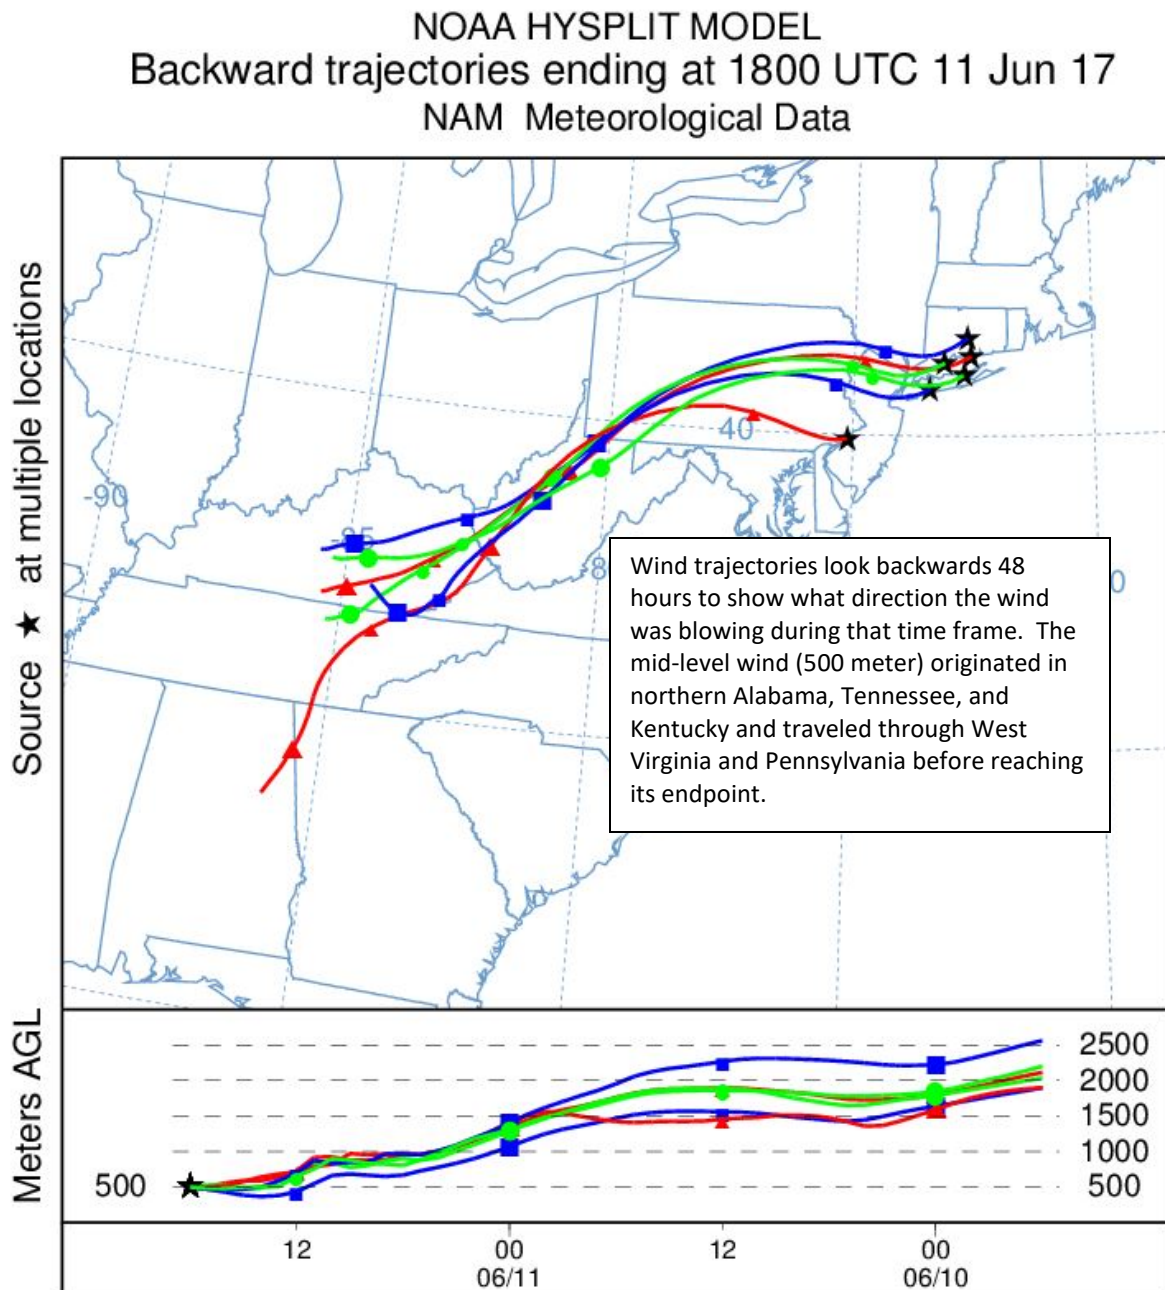 NOAA HYSPLIT MODEL
Backward trajectories ending at 1800 UTC 11 Jun 17
NAM Meteorological Data
Source ★ at multiple locations
40
-90
-85
8
0
Wind trajectories look backwards 48
hours to show what direction the wind
was blowing during that time frame. The
mid-level wind (500 meter) originated in
northern Alabama, Tennessee, and
Kentucky and traveled through West
Virginia and Pennsylvania before reaching
its endpoint.
Meters AGL
2500
2000
1500
1000
500 500
12 00 12 00
06/11 06/10